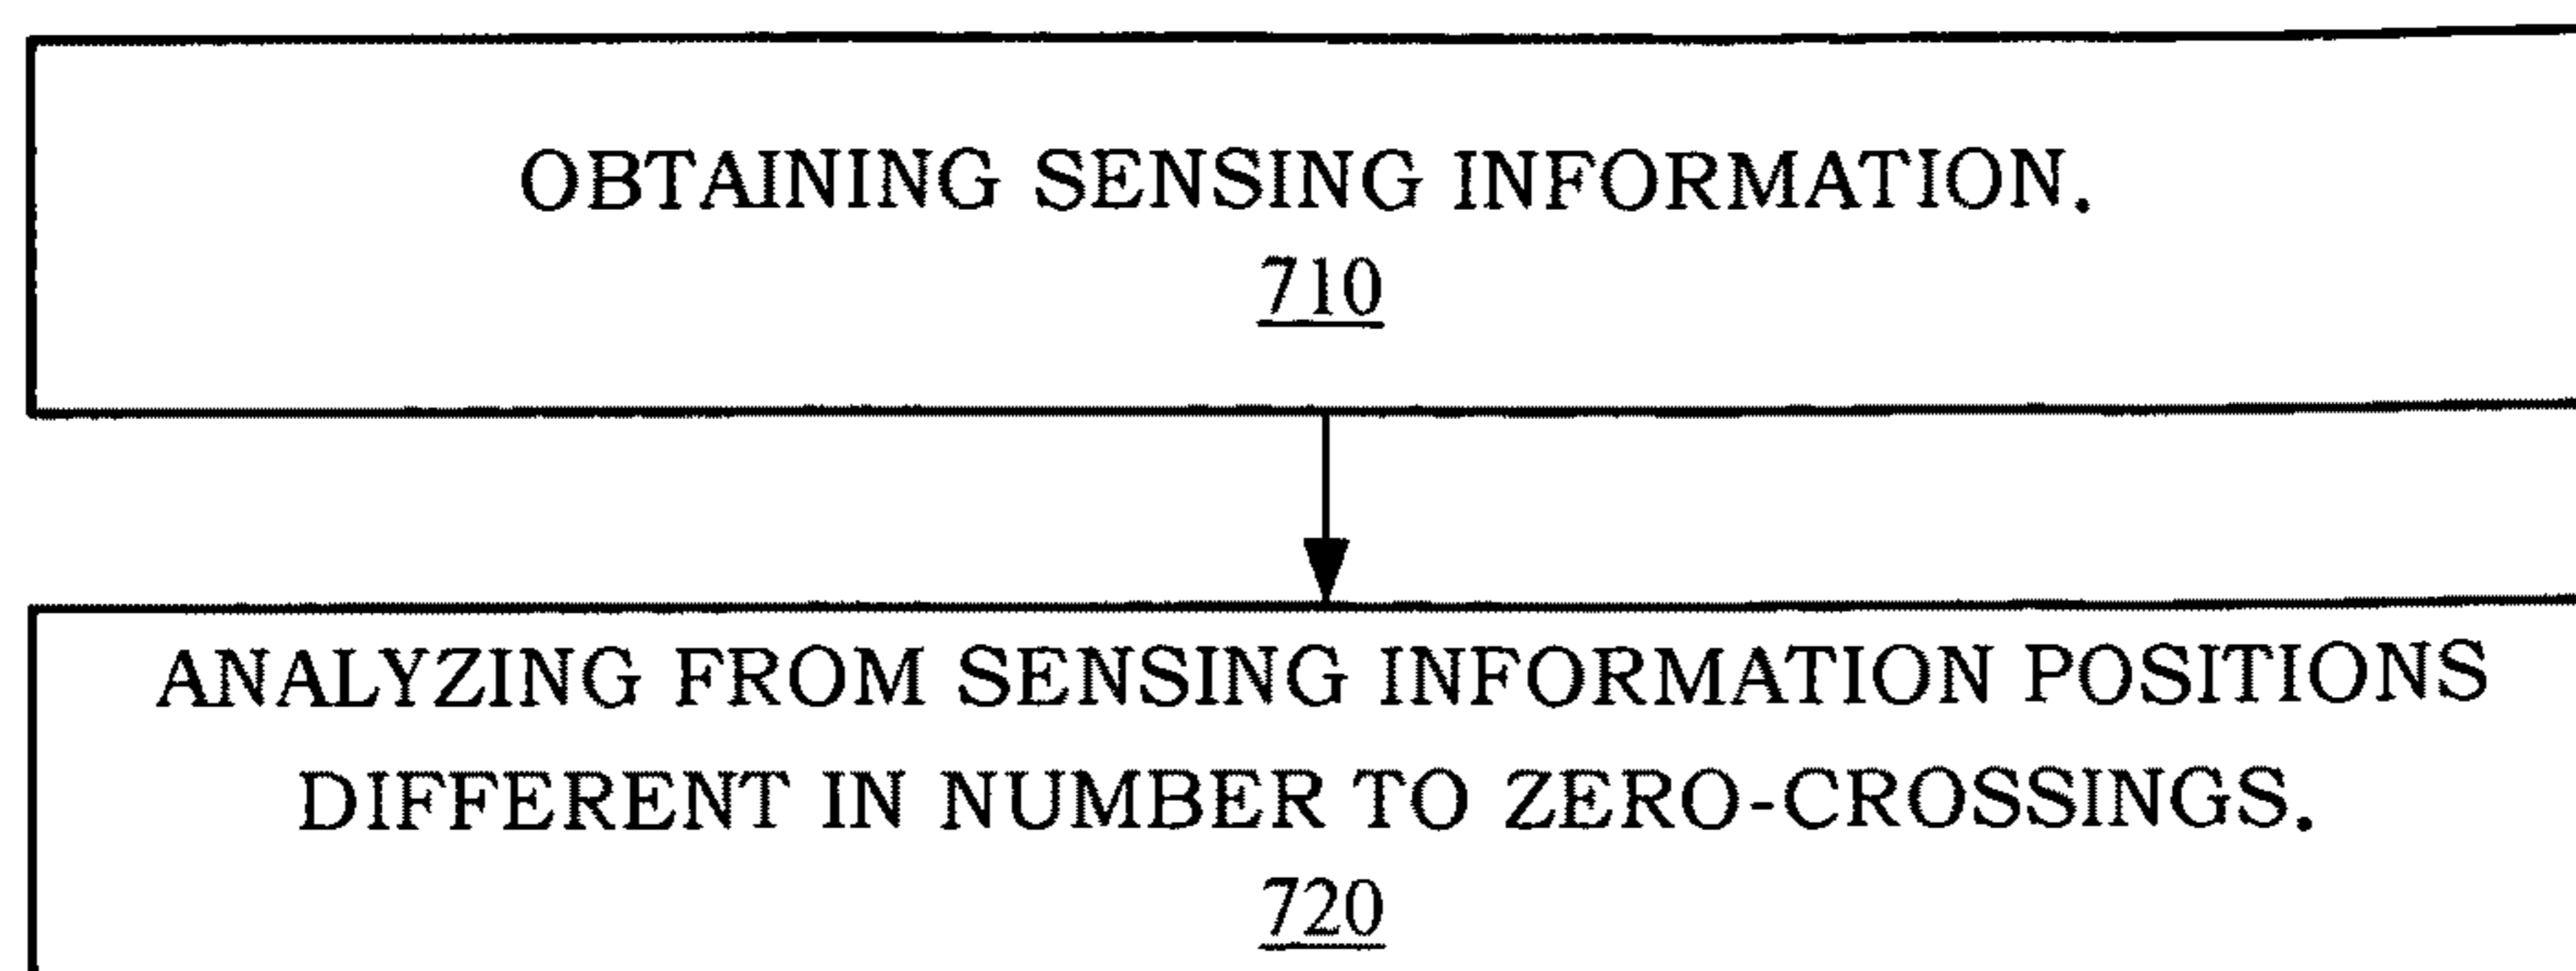 OBTAINING SENSING INFORMATION.
710
ANALYZING FROM SENSING INFORMATION POSITIONS
DIFFERENT IN NUMBER TO ZERO-CROSSINGS.
720